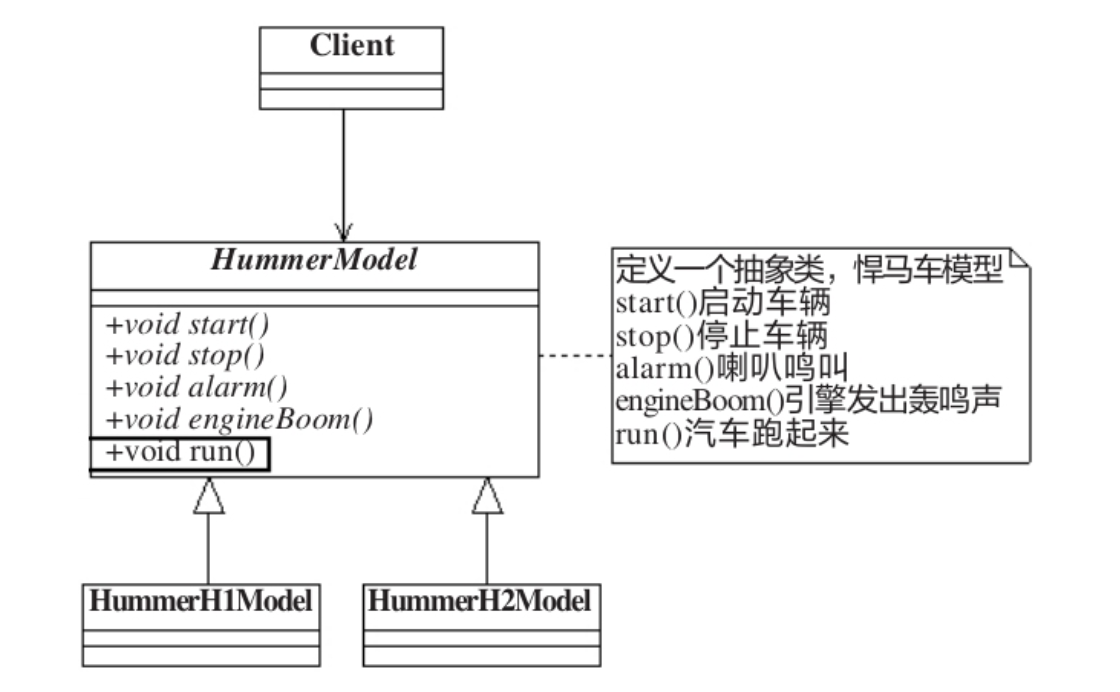 Client
HummerModel
+void start()
+void stop()
+void alarm()
+void engineBoom()
+void run()
定义一个抽象类，悍马车模型
start()启动车辆
stop()停止车辆
alarm()喇叭鸣叫
engineBoom()引擎发出轰鸣声
run()汽车跑起来
HummerH1Model
HummerH2Model